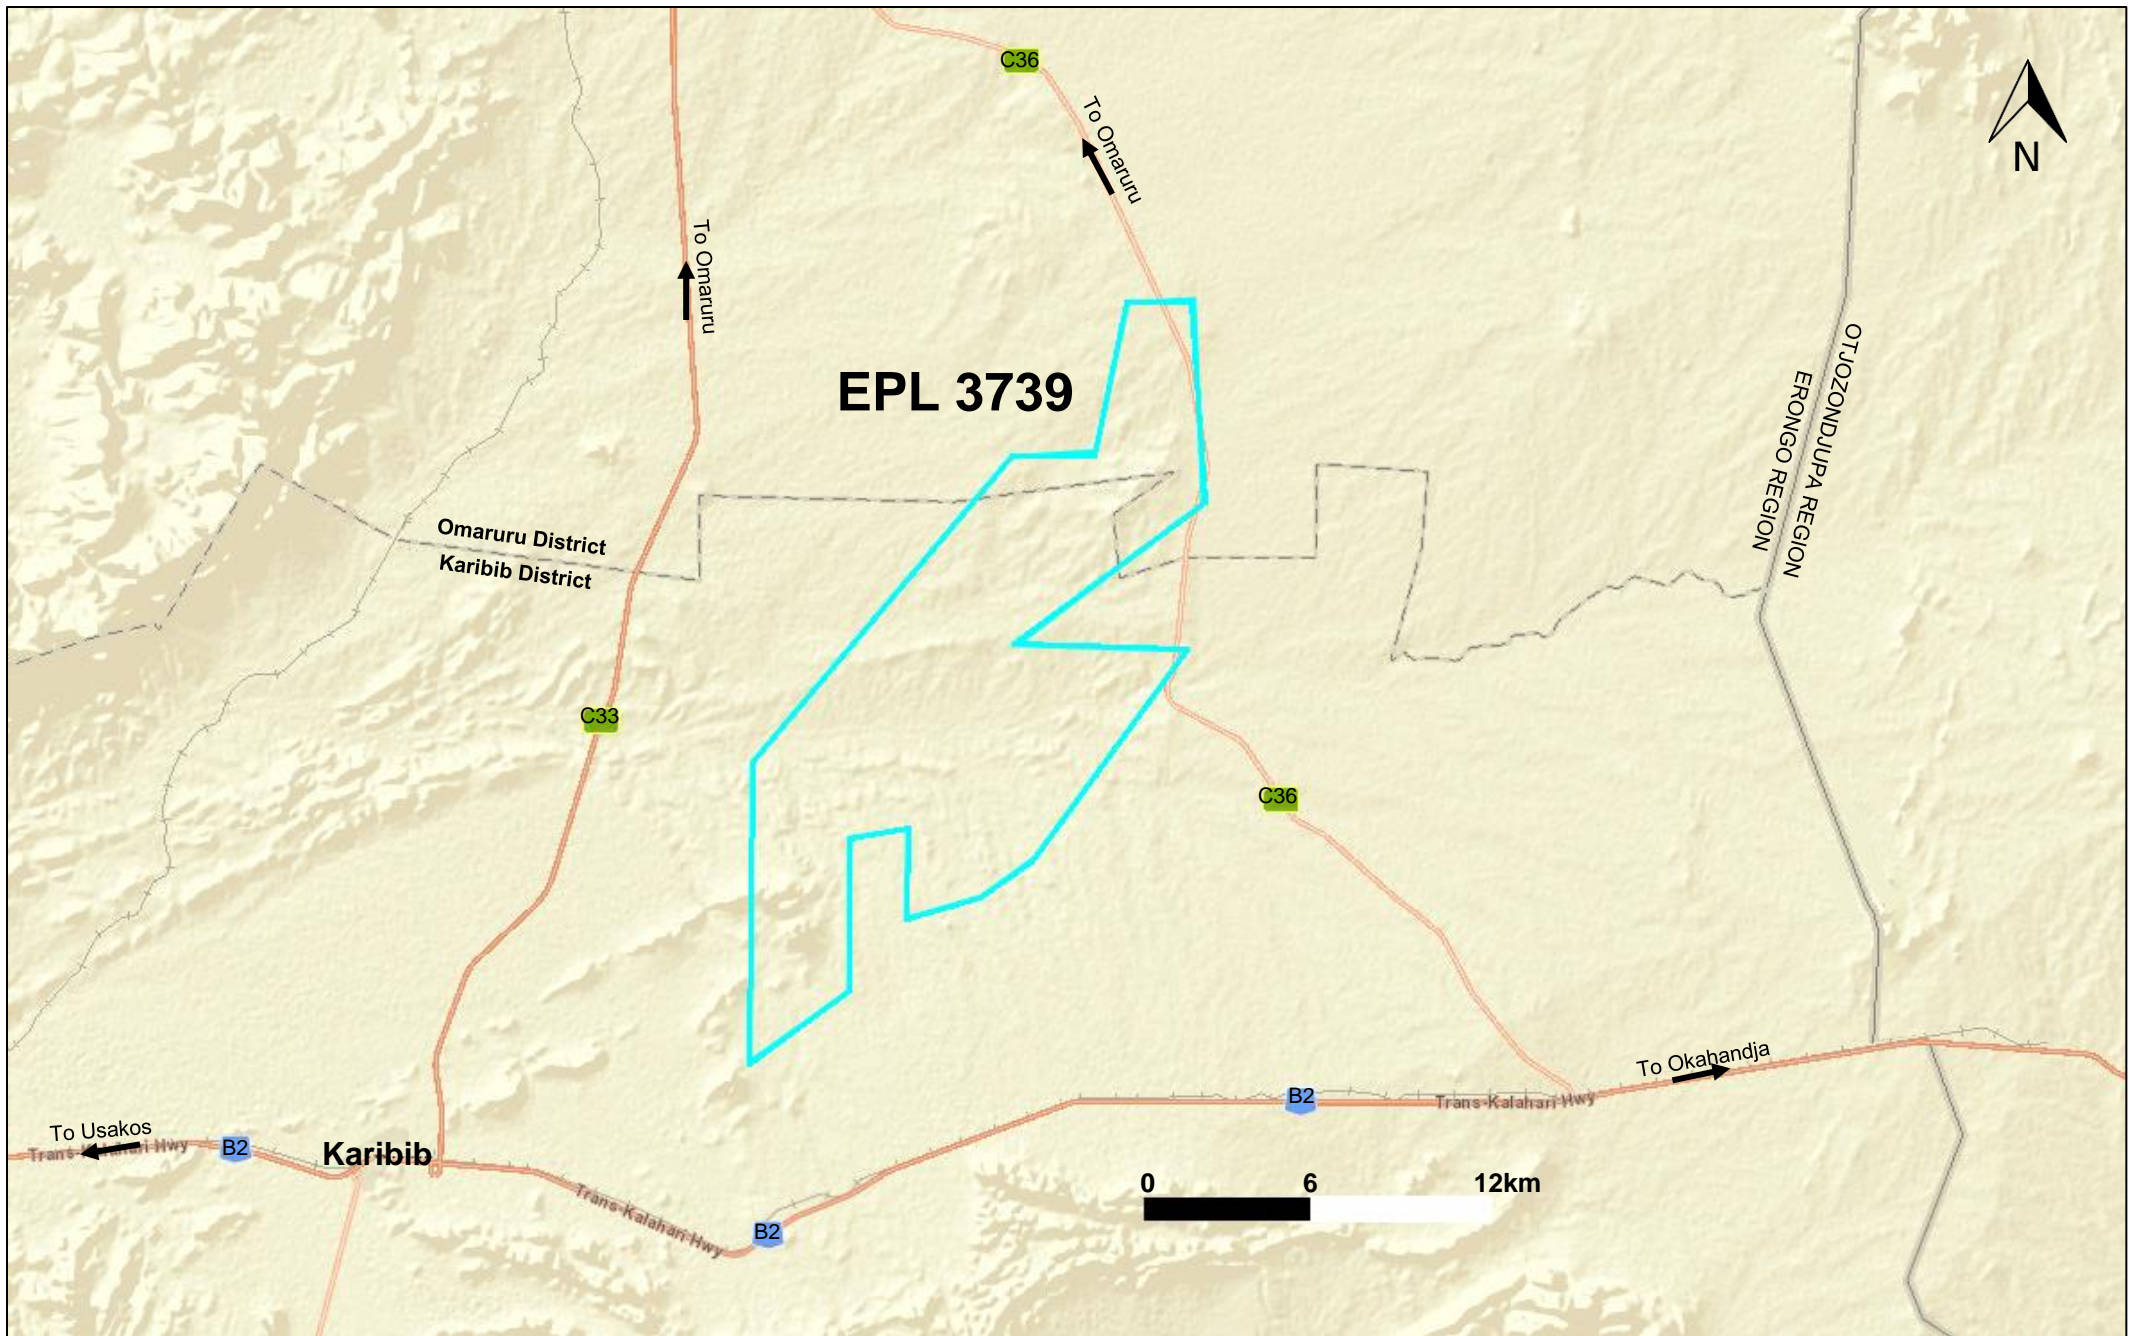 C36
To Omaruru
N
To Omaruru
EPL 3739
OTJOZONDJUPA REGION
ERONGO REGION
Omaruru District
Karibib District
C33
C36
To Okahandja
B2
Trans-Kalahari Hwy
To Usakos
Trans-Kalahari Hwy
B2
Karibib
0 6 12km
Trans-Kalahari Hwy
B2